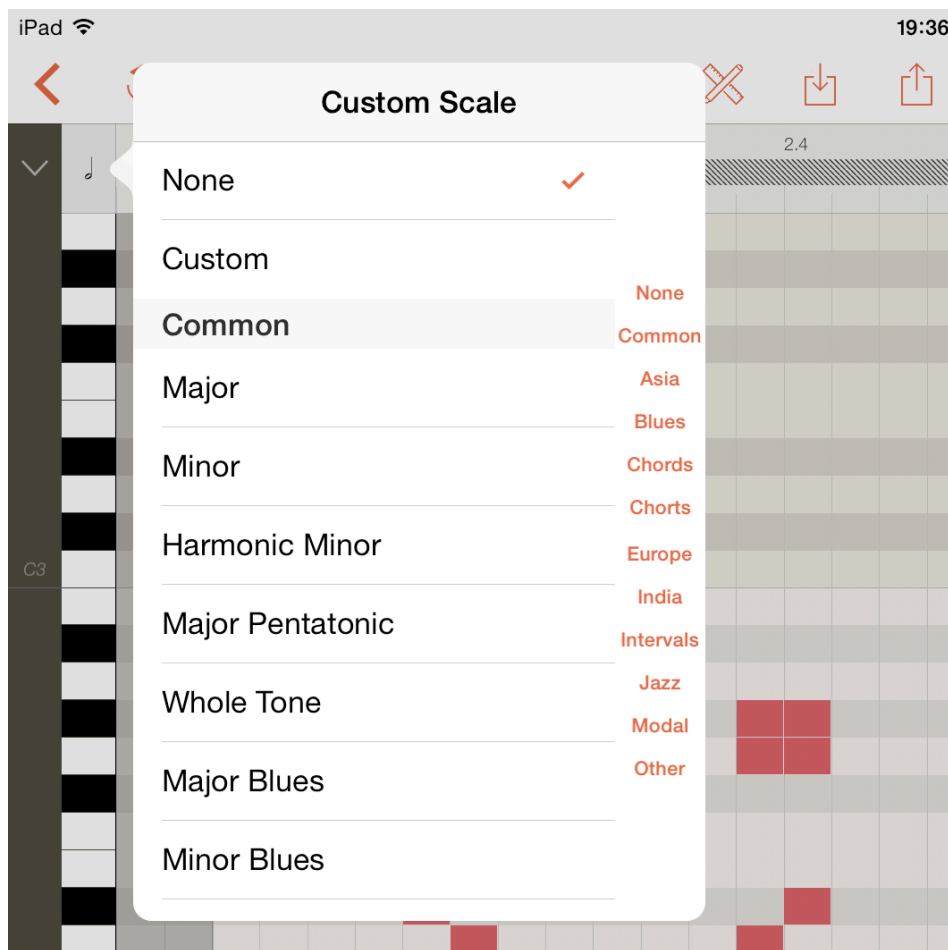 iPad 19:36
Custom Scale
2.4
None
Custom
Common
Major
Minor
Harmonic Minor
Major Pentatonic
Whole Tone
Major Blues
Minor Blues
None
Common
Asia
Blues
Chords
Chorts
Europe
India
Intervals
Jazz
Modal
Other
C3